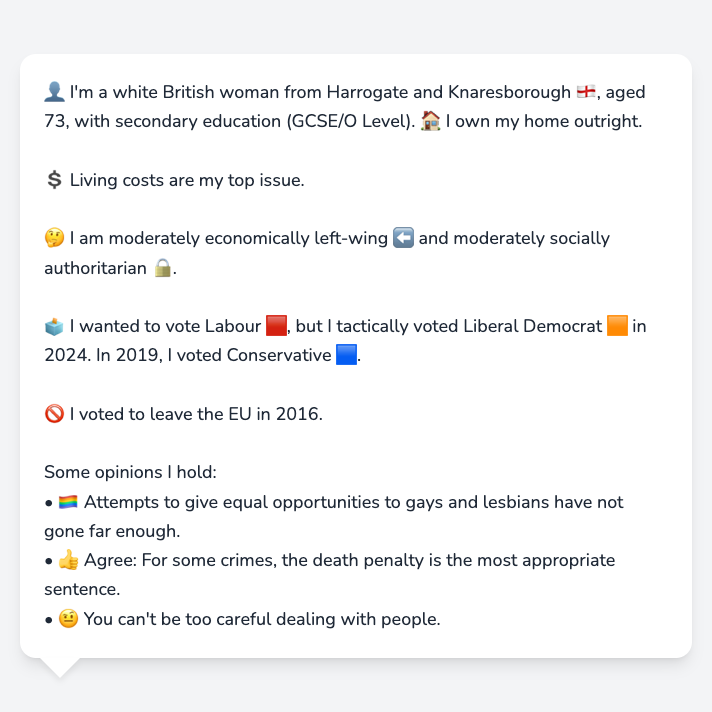 👤 I'm a white British woman from Harrogate and Knaresborough 🏴󠁧󠁢󠁥󠁮󠁧󠁿, aged
73, with secondary education (GCSE/O Level). 🏠 I own my home outright.
💲 Living costs are my top issue.
🤔 I am moderately economically left-wing ⬅️ and moderately socially
authoritarian 🔒.
🗳️ I wanted to vote Labour 🟥, but I tactically voted Liberal Democrat 🟧 in
2024. In 2019, I voted Conservative 🟦.
🚫 I voted to leave the EU in 2016.
Some opinions I hold:
• 🏳️‍🌈 Attempts to give equal opportunities to gays and lesbians have not
gone far enough.
• 👍 Agree: For some crimes, the death penalty is the most appropriate
sentence.
• 🤨 You can't be too careful dealing with people.